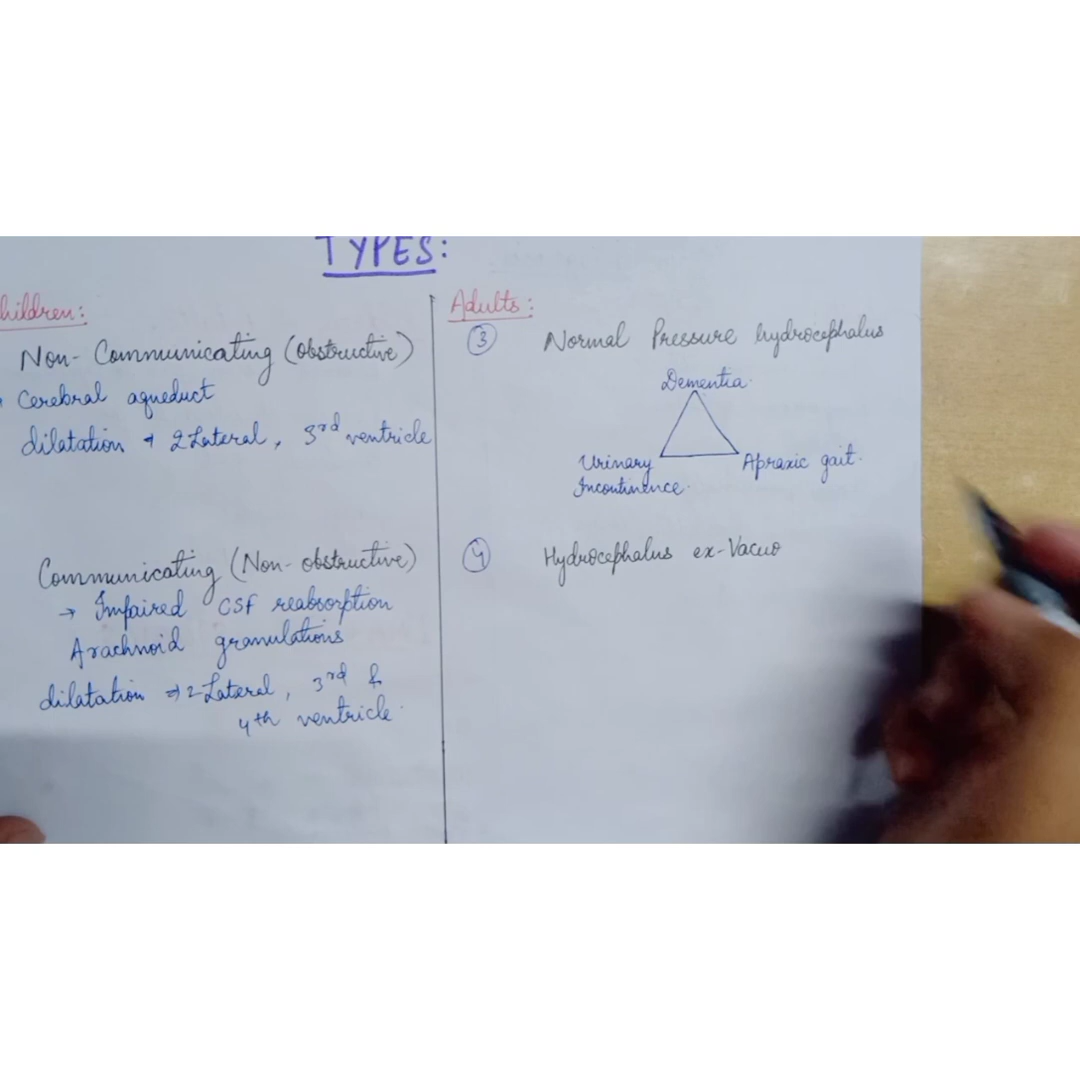 TYPES:
hildren:
Non-Communicating (Obstructive)
Cerebral aqueduct
dilatation → 2 Lateral, 3rd ventricle
Communicating (Non-obstructive)
→ Impaired CSF reabsorption
Arachnoid granulations
dilatation ⇒ 2 Lateral, 3rd &
4th ventricle.
Adults:
③ Normal Pressure hydrocephalus
Dementia.
Urinary
Incontinence.
Apraxic gait.
④ Hydrocephalus ex-Vacuo